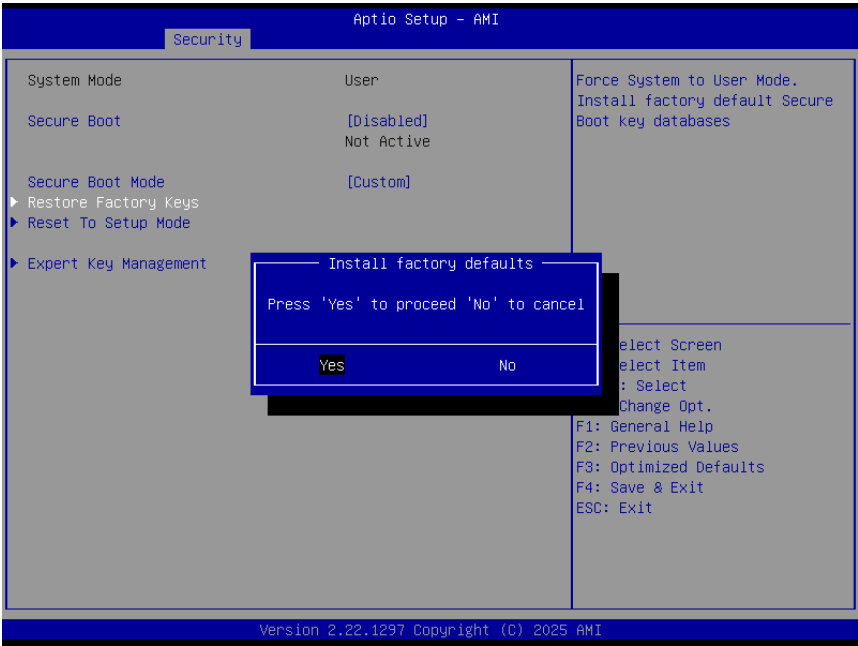 Aptio Setup – AMI
Security
System Mode User
Secure Boot [Disabled]
Not Active
Secure Boot Mode [Custom]
Restore Factory Keys
Reset To Setup Mode
Expert Key Management
Force System to User Mode.
Install factory default Secure
Boot key databases
Install factory defaults
Press 'Yes' to proceed 'No' to cancel
Yes No
elect Screen
elect Item
: Select
Change Opt.
F1: General Help
F2: Previous Values
F3: Optimized Defaults
F4: Save & Exit
ESC: Exit
Version 2.22.1297 Copyright (C) 2025 AMI